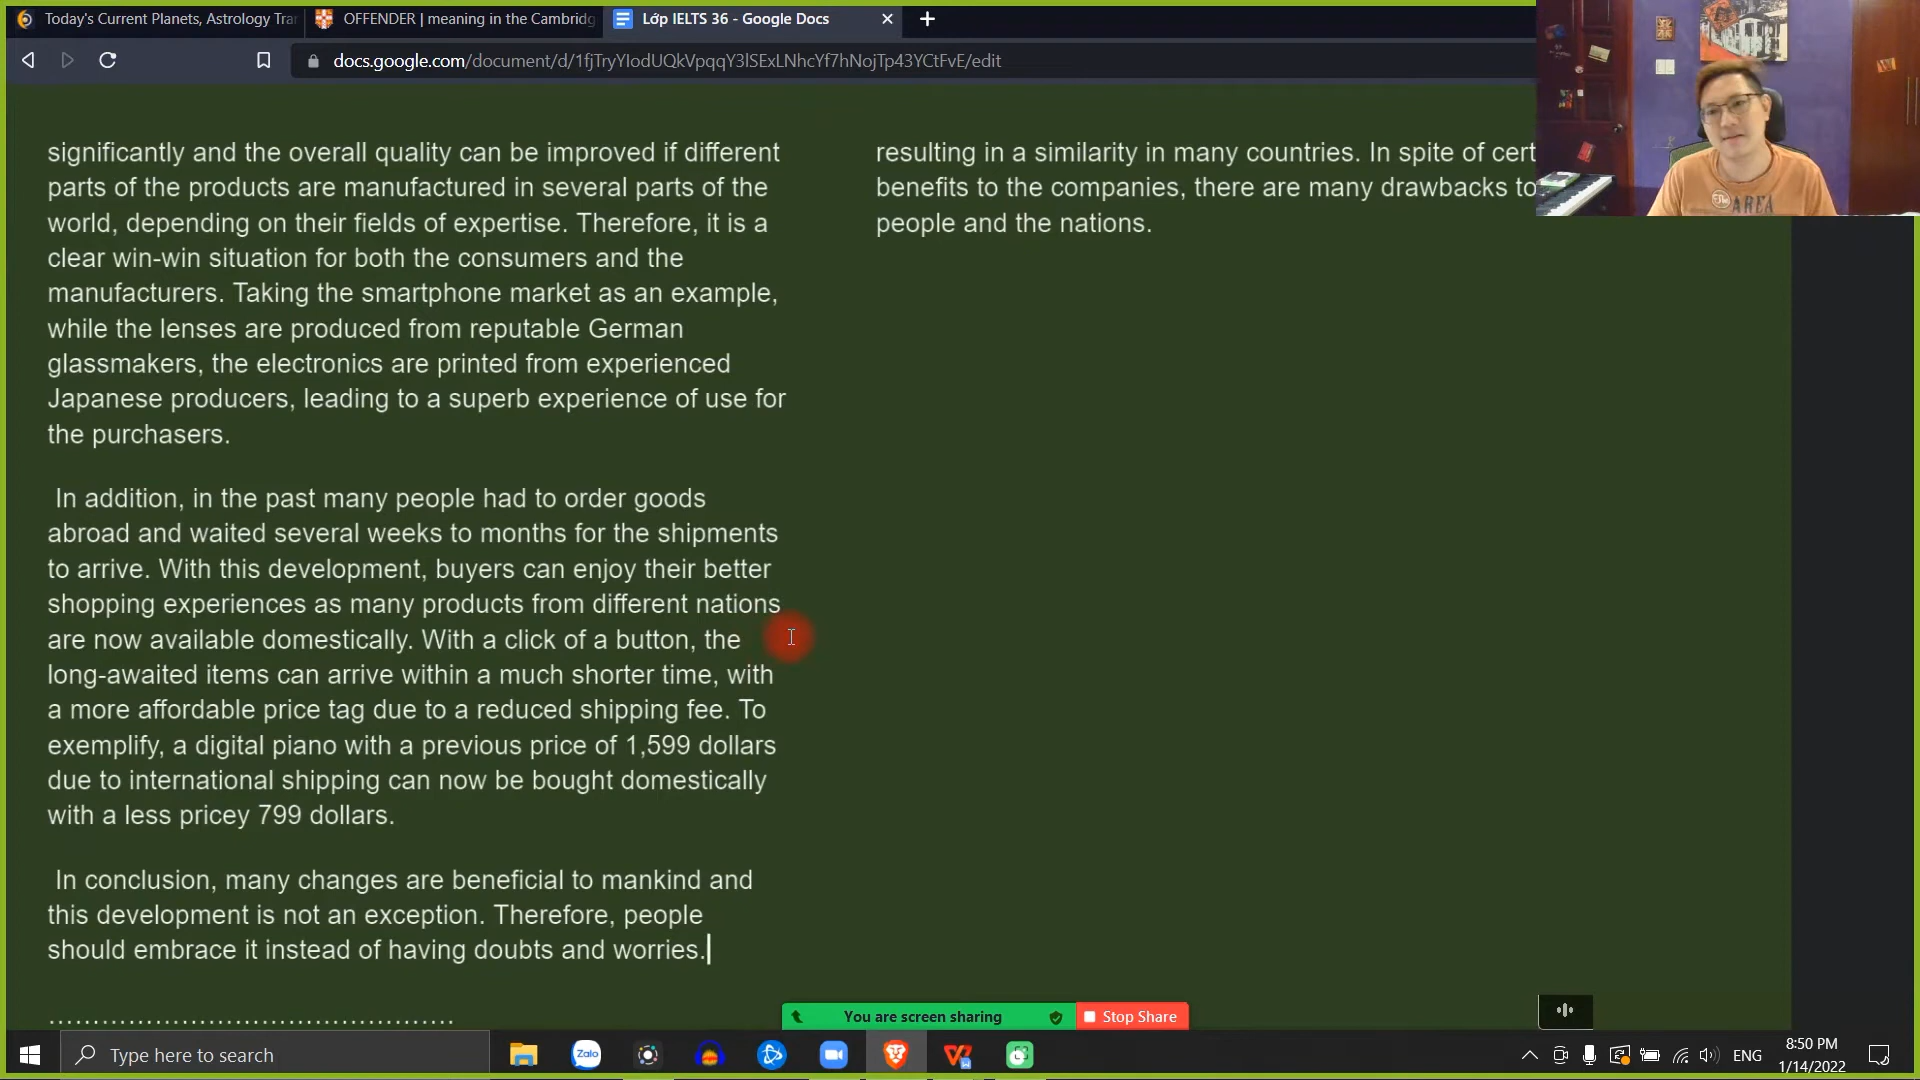 Today's Current Planets, Astrology Tra
OFFENDER | meaning in the Cambridg
Lớp IELTS 36 - Google Docs
docs.google.com/document/d/1fjTryYIodUQkVpqqY3lSExLNhcYf7hNojTp43YCtFvE/edit
significantly and the overall quality can be improved if different
parts of the products are manufactured in several parts of the
world, depending on their fields of expertise. Therefore, it is a
clear win-win situation for both the consumers and the
manufacturers. Taking the smartphone market as an example,
while the lenses are produced from reputable German
glassmakers, the electronics are printed from experienced
Japanese producers, leading to a superb experience of use for
the purchasers.
In addition, in the past many people had to order goods
abroad and waited several weeks to months for the shipments
to arrive. With this development, buyers can enjoy their better
shopping experiences as many products from different nations
are now available domestically. With a click of a button, the
long-awaited items can arrive within a much shorter time, with
a more affordable price tag due to a reduced shipping fee. To
exemplify, a digital piano with a previous price of 1,599 dollars
due to international shipping can now be bought domestically
with a less pricey 799 dollars.
In conclusion, many changes are beneficial to mankind and
this development is not an exception. Therefore, people
should embrace it instead of having doubts and worries.
……………………………………….
resulting in a similarity in many countries. In spite of cert
benefits to the companies, there are many drawbacks to
people and the nations.
AREA
You are screen sharing
Stop Share
Type here to search
Zalo
ENG
8:50 PM
1/14/2022